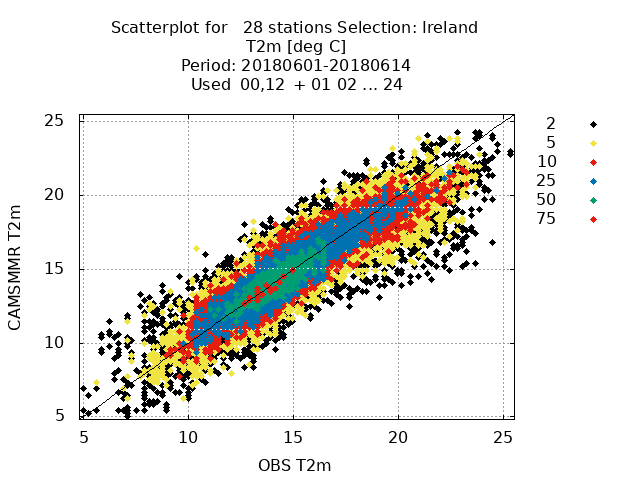 Scatterplot for 28 stations Selection: Ireland
T2m [deg C]
Period: 20180601-20180614
Used 00,12 + 01 02 ... 24
25
20
15
10
5
5 10 15 20 25
CAMSMMR T2m
OBS T2m
2
5
10
25
50
75